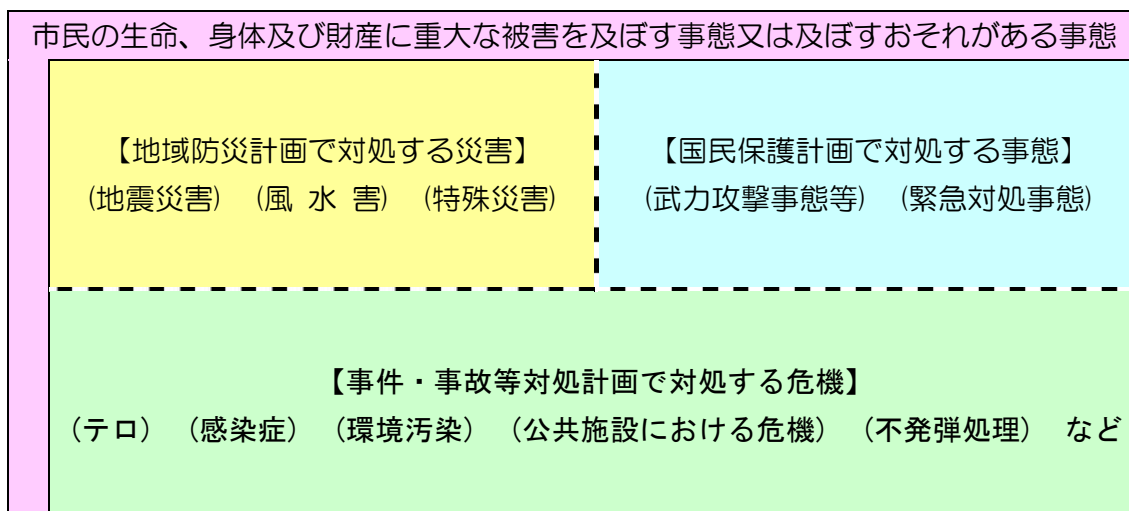 市民の生命、身体及び財産に重大な被害を及ぼす事態又は及ぼすおそれがある事態
【地域防災計画で対処する災害】
(地震災害) (風 水 害) (特殊災害)
【国民保護計画で対処する事態】
(武力攻撃事態等) (緊急対処事態)
【事件・事故等対処計画で対処する危機】
(テロ) (感染症) (環境汚染) (公共施設における危機) (不発弾処理) など